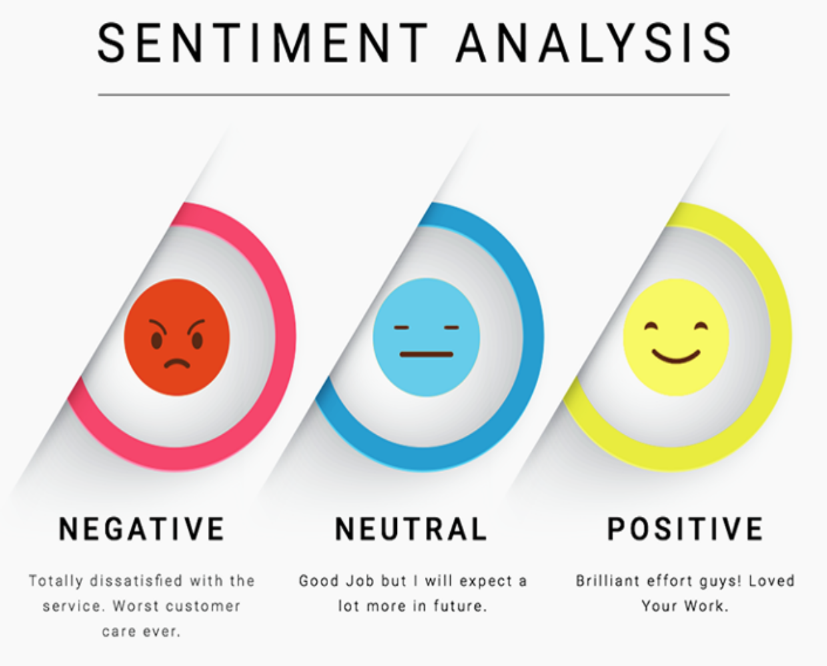 SENTIMENT ANALYSIS
NEGATIVE
Totally dissatisfied with the
service. Worst customer
care ever.
NEUTRAL
Good Job but I will expect a
lot more in future.
POSITIVE
Brilliant effort guys! Loved
Your Work.